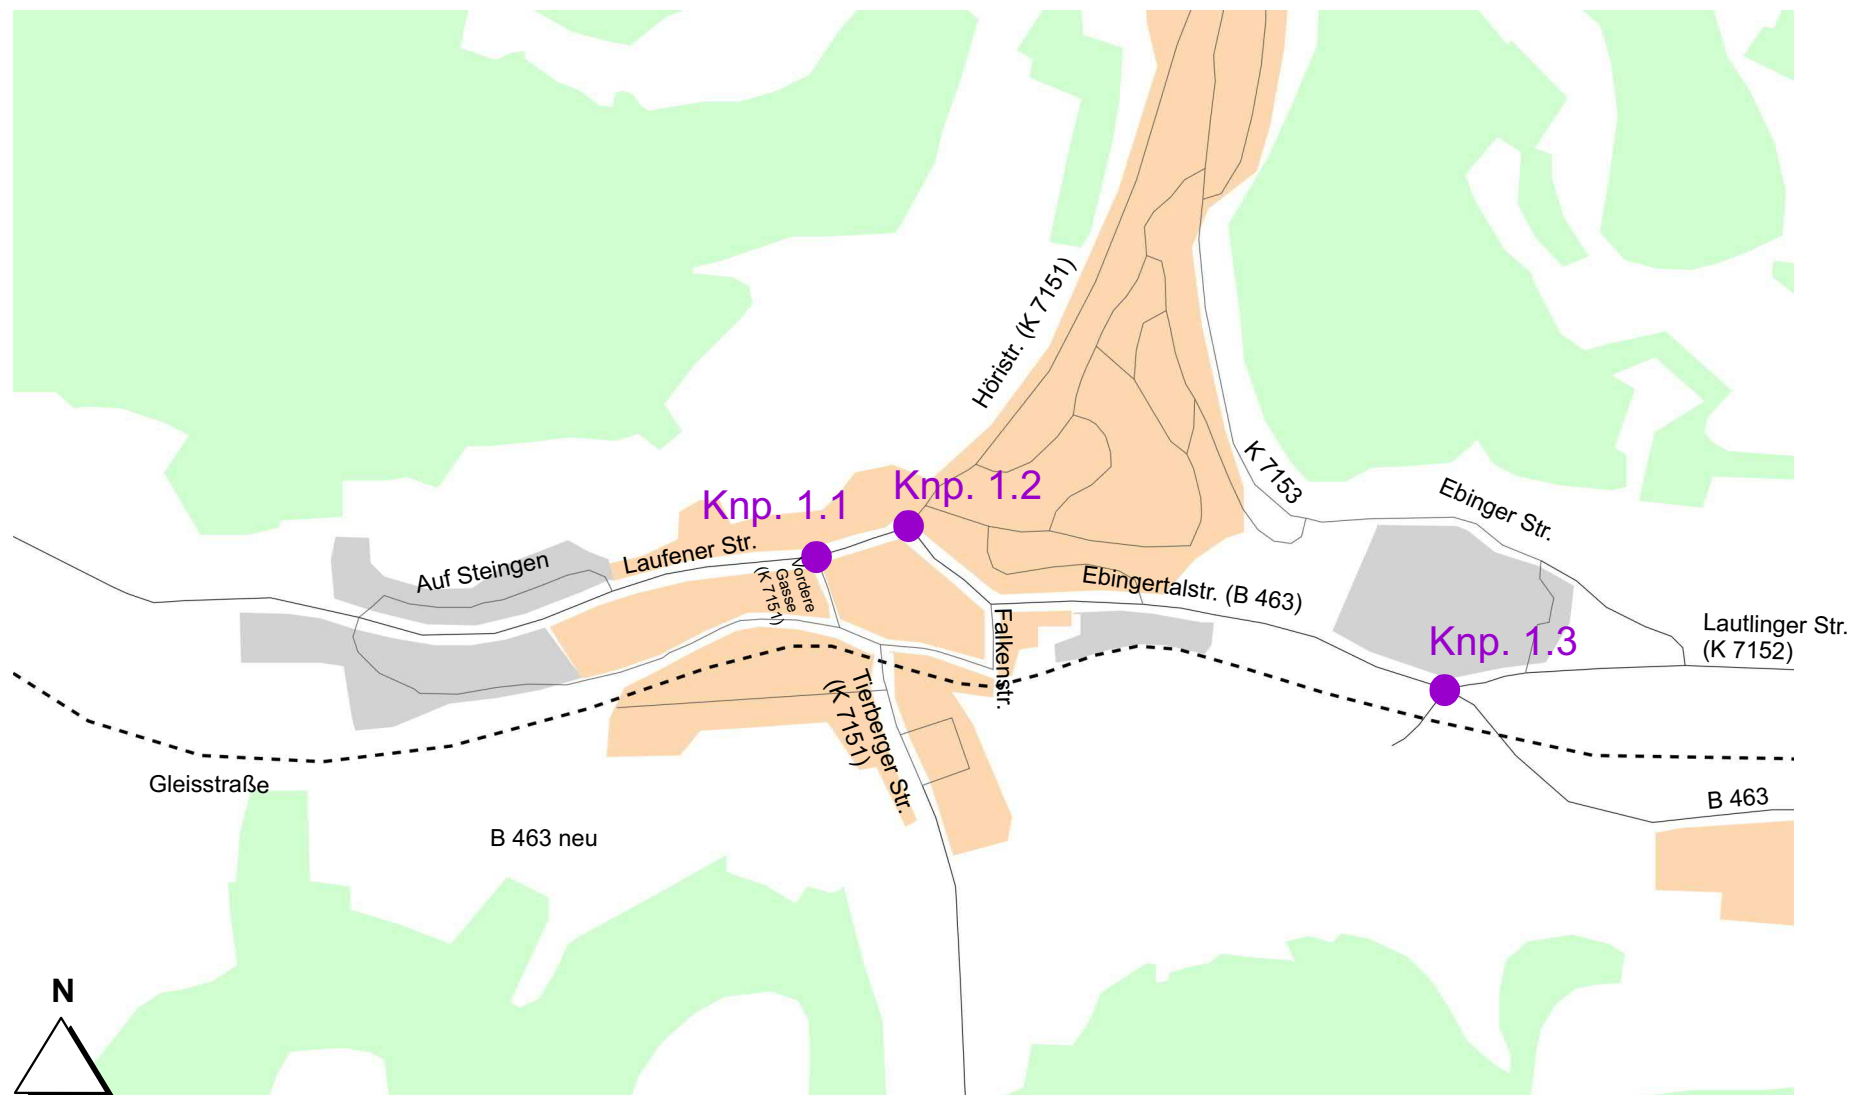 Höristr. (K 7151)
K 7153
Ebinger Str.
Knp. 1.2
Knp. 1.1
Laufener Str.
Auf Steingen
Vordere
Gasse
(K 7151)
Ebingertalstr. (B 463)
Falkenstr.
Lautlinger Str.
(K 7152)
Knp. 1.3
Tierberger Str.
(K 7151)
Gleisstraße
B 463
B 463 neu
N